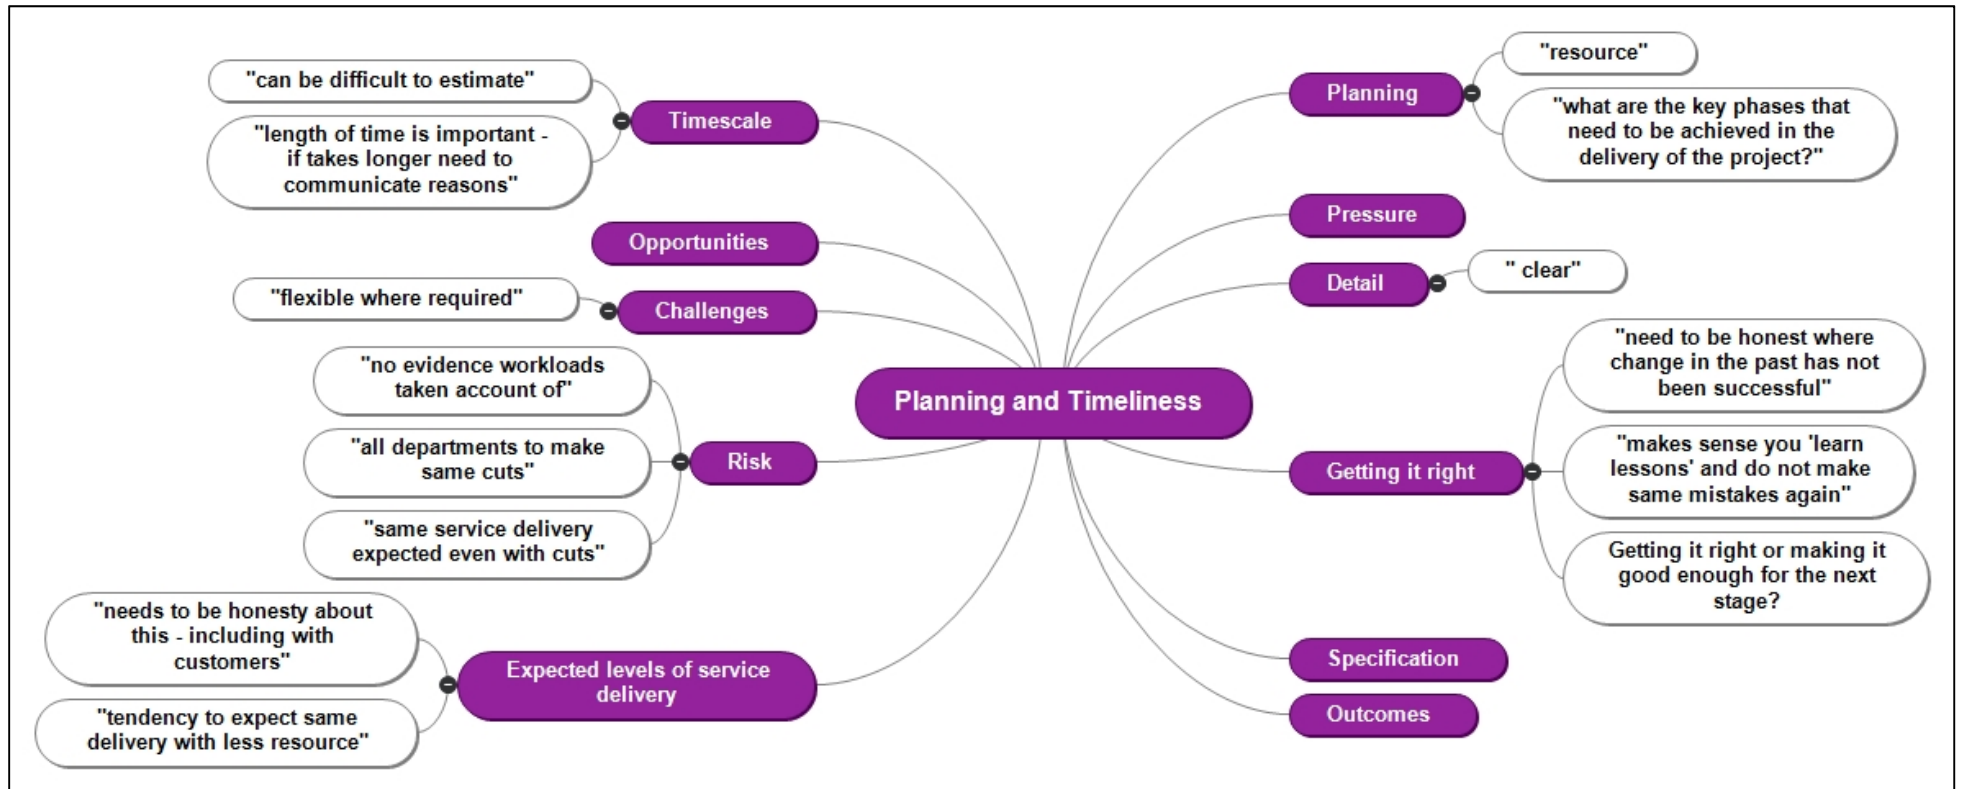 Planning and Timeliness
Timescale
"can be difficult to estimate"
"length of time is important -
if takes longer need to
communicate reasons"
Opportunities
Challenges
"flexible where required"
Risk
"no evidence workloads
taken account of"
"all departments to make
same cuts"
"same service delivery
expected even with cuts"
Expected levels of service
delivery
"needs to be honesty about
this - including with
customers"
"tendency to expect same
delivery with less resource"
Planning
"resource"
"what are the key phases that
need to be achieved in the
delivery of the project?"
Pressure
Detail
" clear"
Getting it right
"need to be honest where
change in the past has not
been successful"
"makes sense you 'learn
lessons' and do not make
same mistakes again"
Getting it right or making it
good enough for the next
stage?
Specification
Outcomes